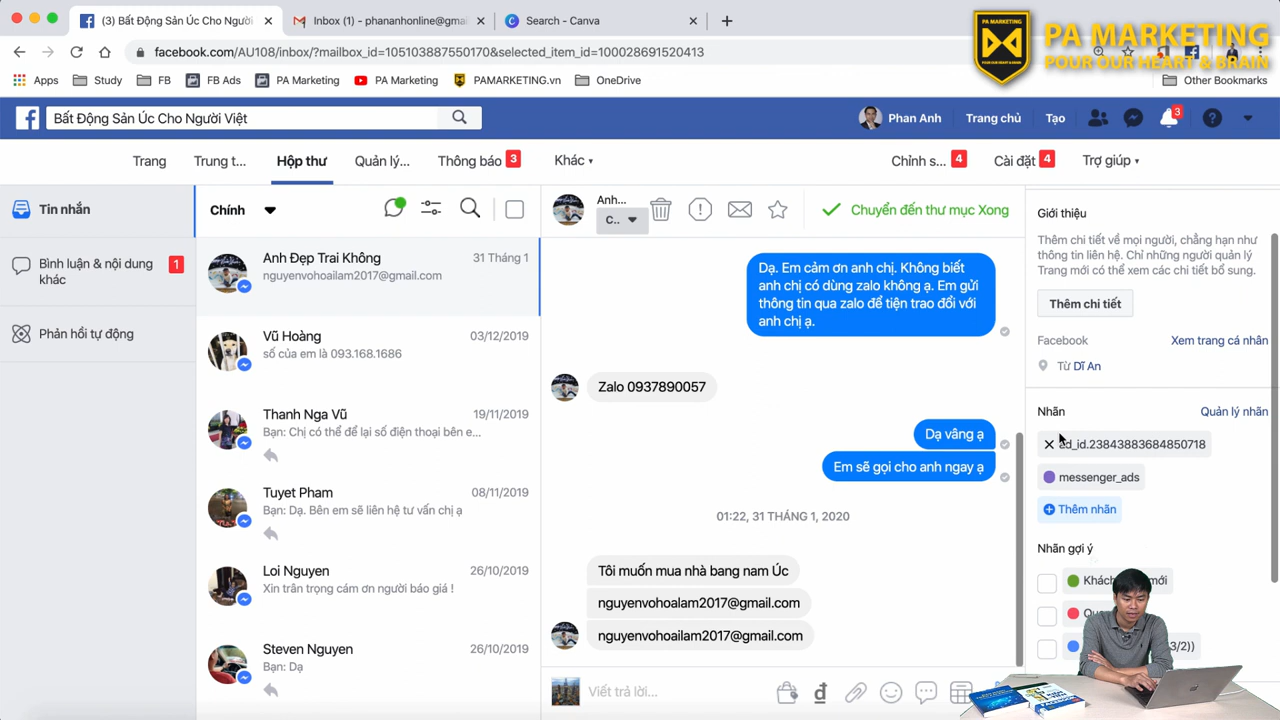 (3) Bất Động Sản Úc Cho Người
Inbox (1) - phananhonline@gmai
Search - Canva
facebook.com/AU108/inbox/?mailbox_id=105103887550170&selected_item_id=100028691520413
PA MARKETING
PA MARKETING
POUR OUR HEART & BRAIN
Apps
Study
FB
FB Ads
PA Marketing
PA Marketing
PAMARKETING.vn
OneDrive
Other Bookmarks
Bất Động Sản Úc Cho Người Việt
Phan Anh
Trang chủ
Tạo
3
Trang
Trung t...
Hộp thư
Quản lý...
Thông báo 3
Khác
Chỉnh s... 4
Cài đặt 4
Trợ giúp
Tin nhắn
Bình luận & nội dung
khác
1
Phản hồi tự động
Chính
Anh Đẹp Trai Không
31 Tháng 1
nguyenvohoailam2017@gmail.com
Vũ Hoàng
03/12/2019
số của em là 093.168.1686
Thanh Nga Vũ
19/11/2019
Bạn: Chị có thể để lại số điện thoại bên e...
Tuyet Pham
08/11/2019
Bạn: Dạ. Bên em sẽ liên hệ tư vấn chị ạ
Loi Nguyen
26/10/2019
Xin trân trọng cám ơn người báo giá !
Steven Nguyen
26/10/2019
Bạn: Dạ
Anh...
C..
Chuyển đến thư mục Xong
Dạ. Em cảm ơn anh chị. Không biết
anh chị có dùng zalo không ạ. Em gửi
thông tin qua zalo để tiện trao đổi với
anh chị ạ.
Zalo 0937890057
Dạ vâng ạ
Em sẽ gọi cho anh ngay ạ
01:22, 31 THÁNG 1, 2020
Tôi muốn mua nhà bang nam Úc
nguyenvohoalam2017@gmail.com
nguyenvohoailam2017@gmail.com
Viết trả lời...
Giới thiệu
Thêm chi tiết về mọi người, chẳng hạn như
thông tin liên hệ. Chỉ những người quản lý
Trang mới có thể xem các chi tiết bổ sung.
Thêm chi tiết
Facebook
Xem trang cá nhân
Từ Dĩ An
Nhãn
Quản lý nhãn
ad_id.23843883684850718
messenger_ads
Thêm nhãn
Nhãn gợi ý
mới
3/2))